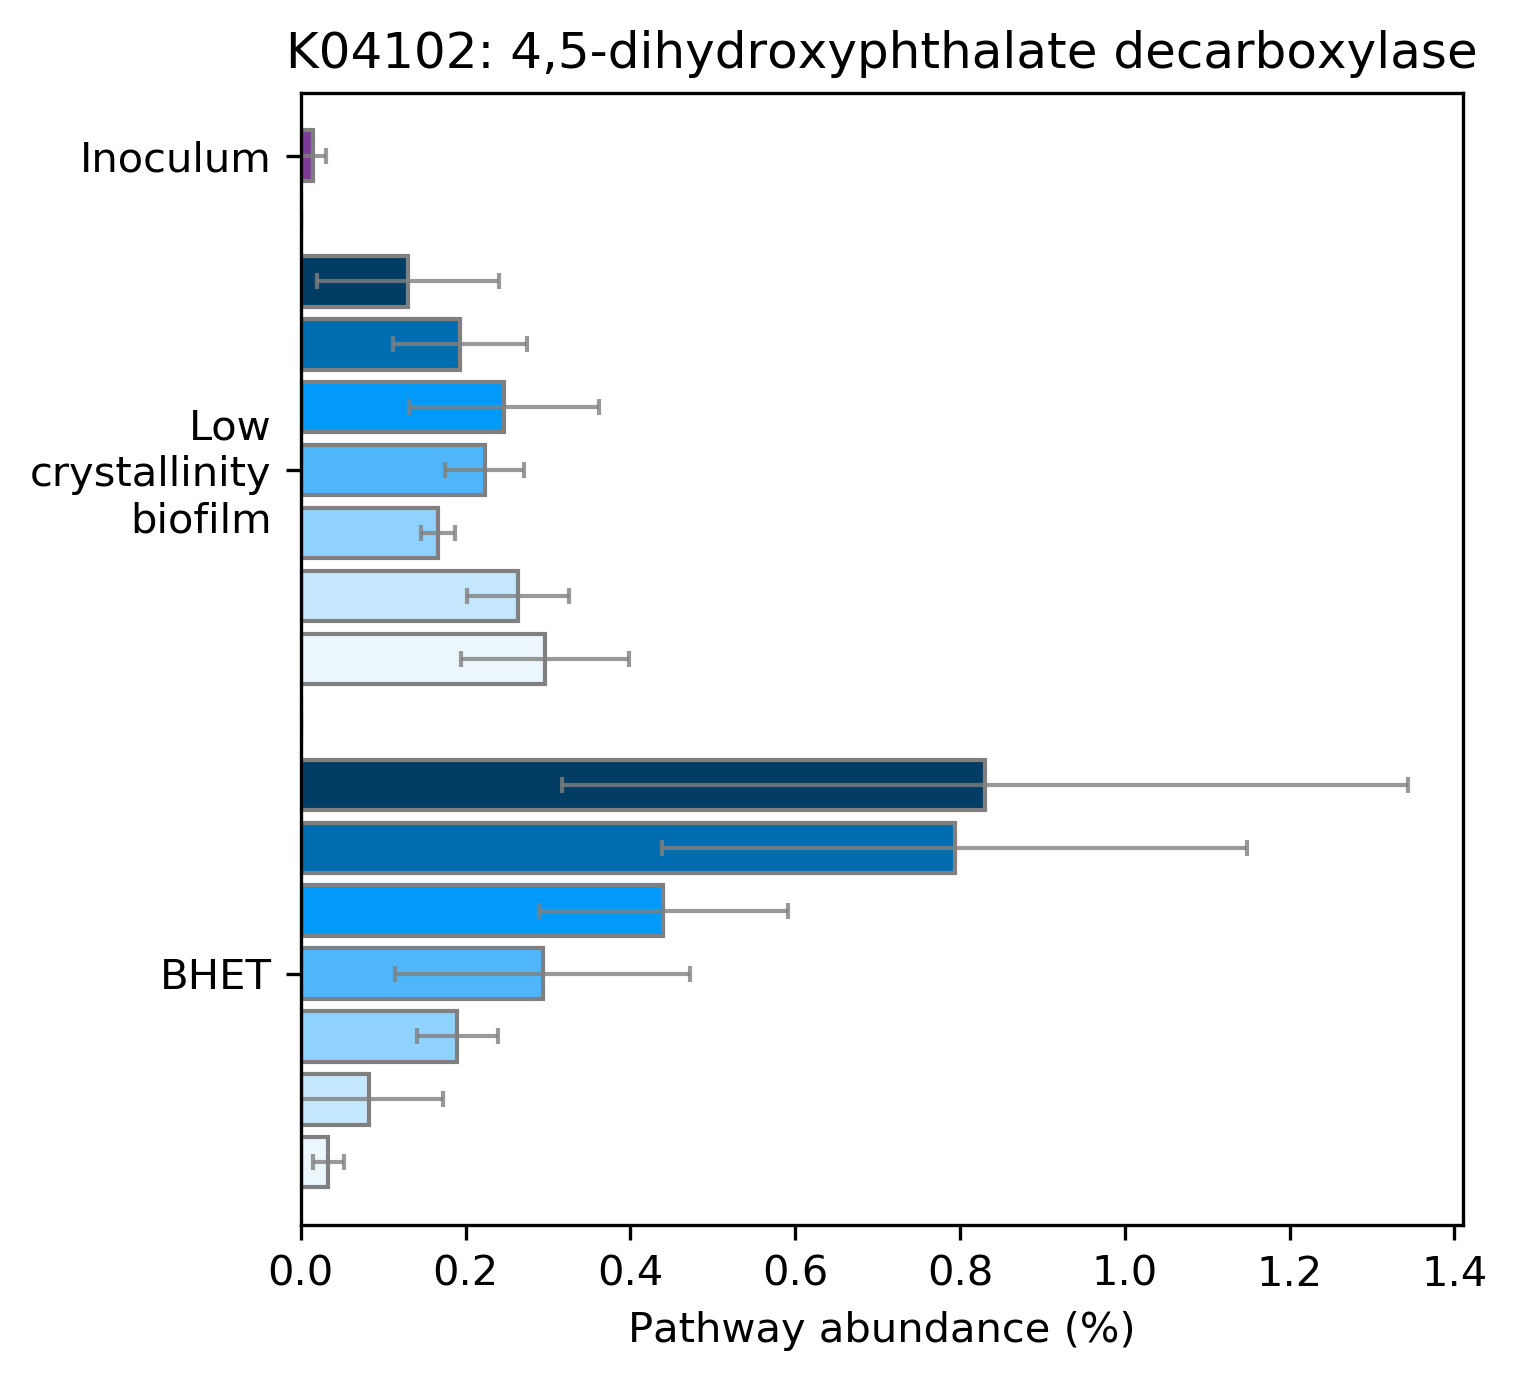 K04102: 4,5-dihydroxyphthalate decarboxylase
Inoculum
Low
crystallinity
biofilm
BHET
0.0 0.2 0.4 0.6 0.8 1.0 1.2 1.4
Pathway abundance (%)